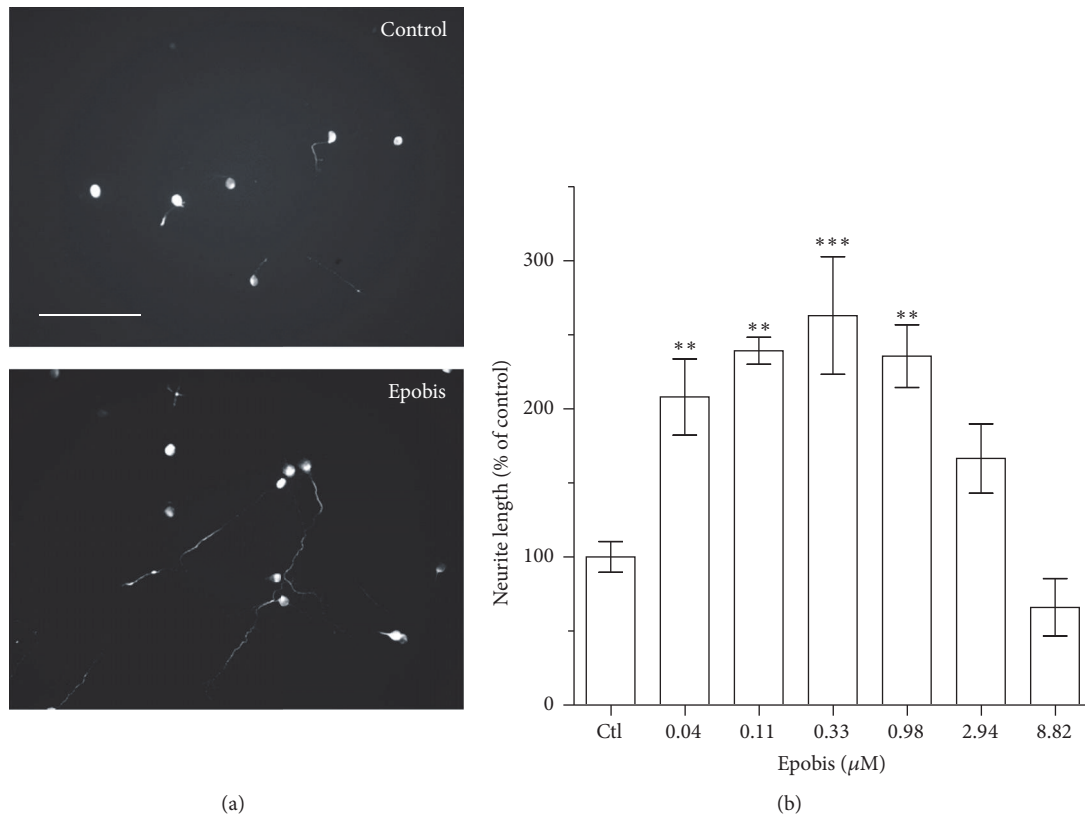 Control
Epobis
(a)
Neurite length (% of control)
300
200
100
0
**
**
***
**
Ctl
0.04
0.11
0.33
0.98
2.94
8.82
Epobis (μM)
(b)